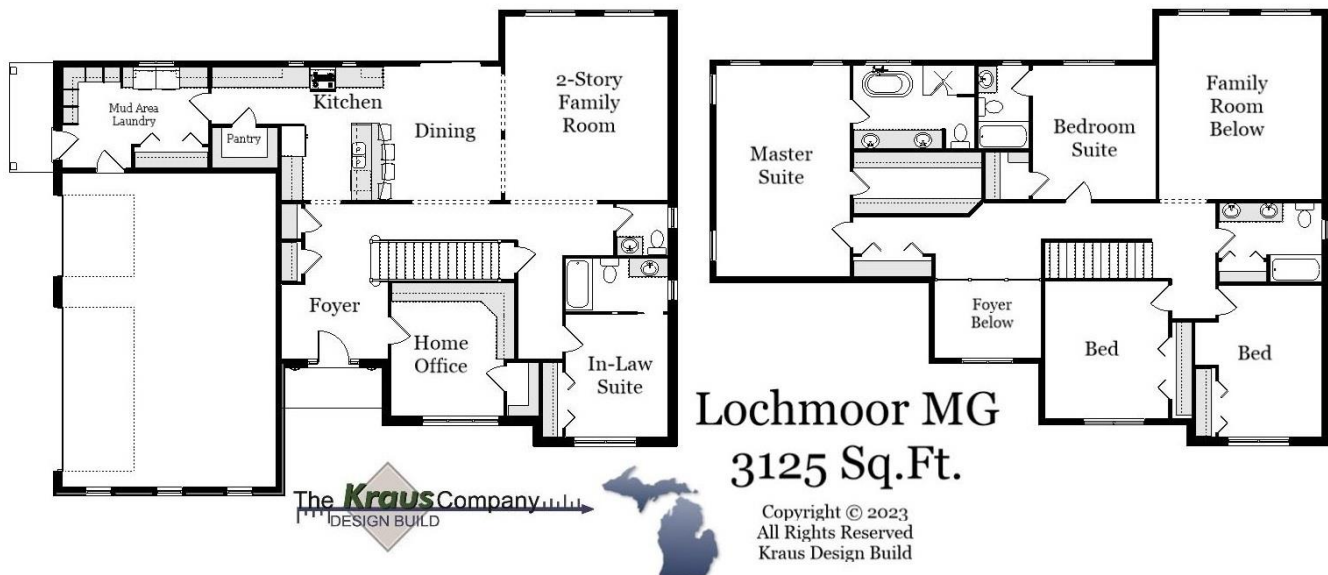 Mud Area
Laundry
Kitchen
Pantry
Dining
2-Story
Family
Room
Foyer
Home
Office
In-Law
Suite
Master
Suite
Bedroom
Suite
Family
Room
Below
Foyer
Below
Bed
Bed
Lochmoor MG
3125 Sq.Ft.
The Kraus Company
DESIGN BUILD
Copyright © 2023
All Rights Reserved
Kraus Design Build